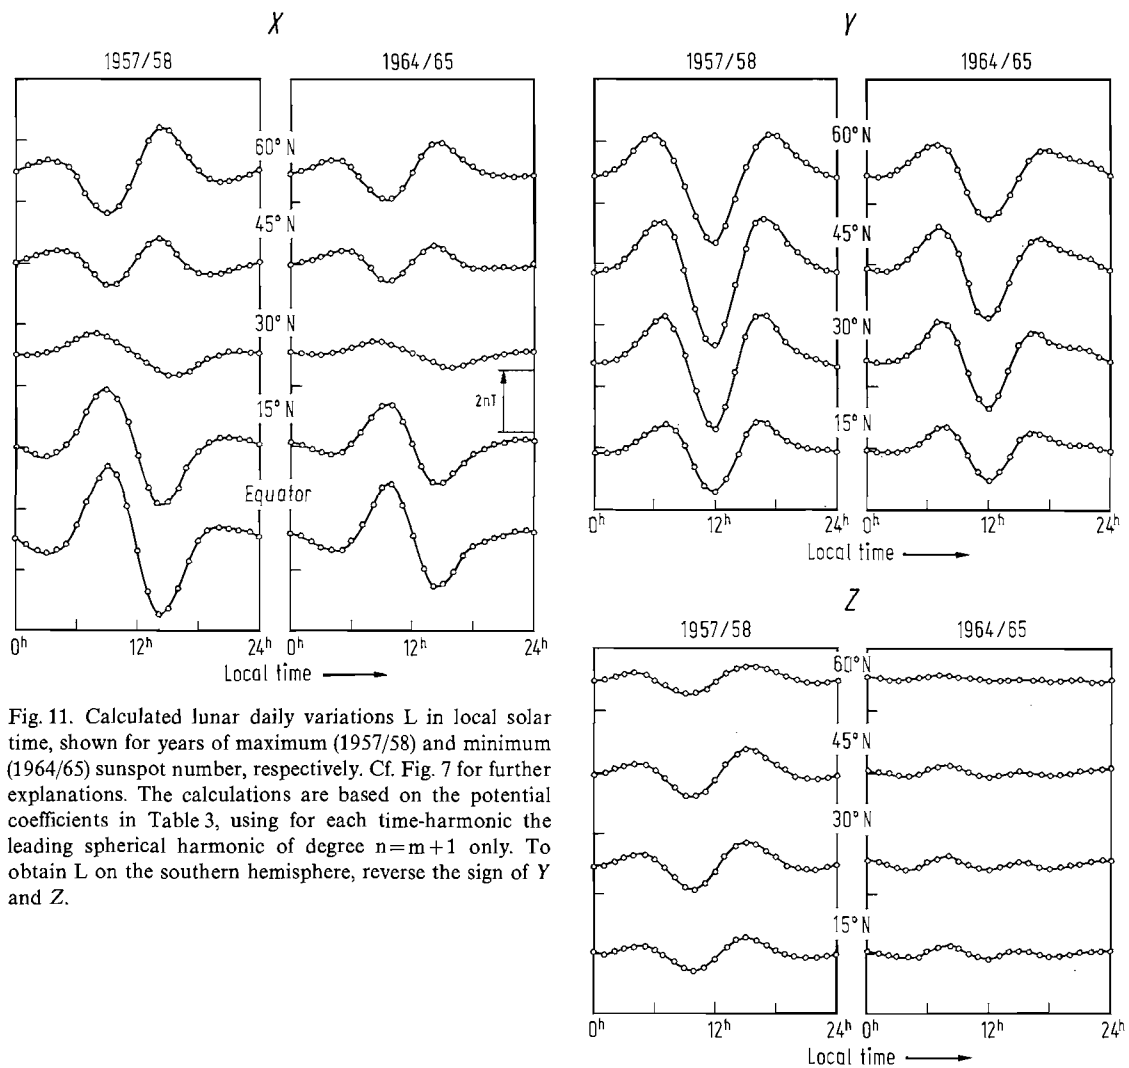 X
1957/58
1964/65
60° N
45° N
30° N
2nT
15° N
Equator
0ʰ 12ʰ 24ʰ 0ʰ 12ʰ 24ʰ
Local time
Y
1957/58
1964/65
60° N
45° N
30° N
15° N
0ʰ 12ʰ 24ʰ 0ʰ 12ʰ 24ʰ
Local time
Z
1957/58
1964/65
60° N
45° N
30° N
15° N
0ʰ 12ʰ 24ʰ 0ʰ 12ʰ 24ʰ
Local time
Fig. 11. Calculated lunar daily variations L in local solar
time, shown for years of maximum (1957/58) and minimum
(1964/65) sunspot number, respectively. Cf. Fig. 7 for further
explanations. The calculations are based on the potential
coefficients in Table 3, using for each time-harmonic the
leading spherical harmonic of degree n=m+1 only. To
obtain L on the southern hemisphere, reverse the sign of Y
and Z.